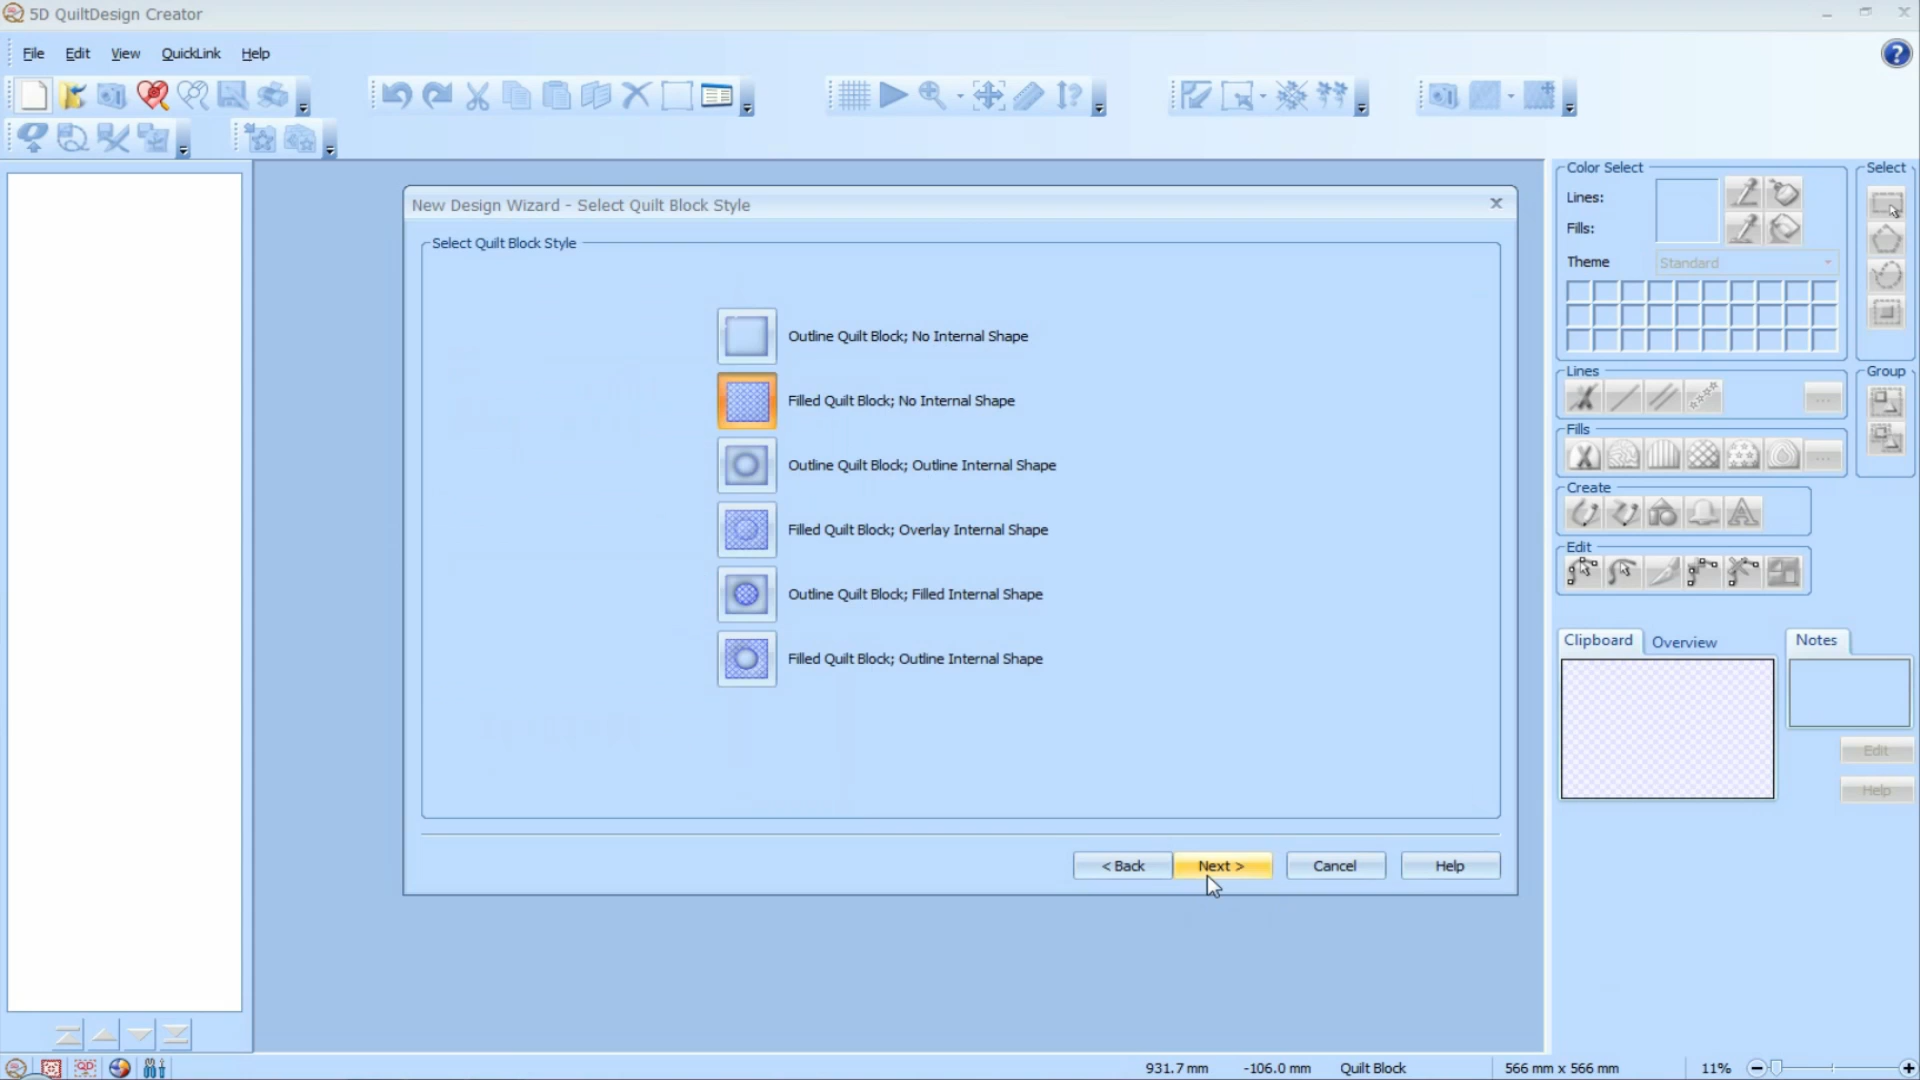 5D QuiltDesign Creator
File Edit View QuickLink Help
New Design Wizard - Select Quilt Block Style
Select Quilt Block Style
Outline Quilt Block; No Internal Shape
Filled Quilt Block; No Internal Shape
Outline Quilt Block; Outline Internal Shape
Filled Quilt Block; Overlay Internal Shape
Outline Quilt Block; Filled Internal Shape
Filled Quilt Block; Outline Internal Shape
< Back Next > Cancel Help
Color Select
Lines:
Fills:
Theme Standard
Select
Lines
Group
Fills
Create
Edit
Clipboard Overview Notes
Edit
Help
931.7 mm -106.0 mm Quilt Block 566 mm x 566 mm 11%